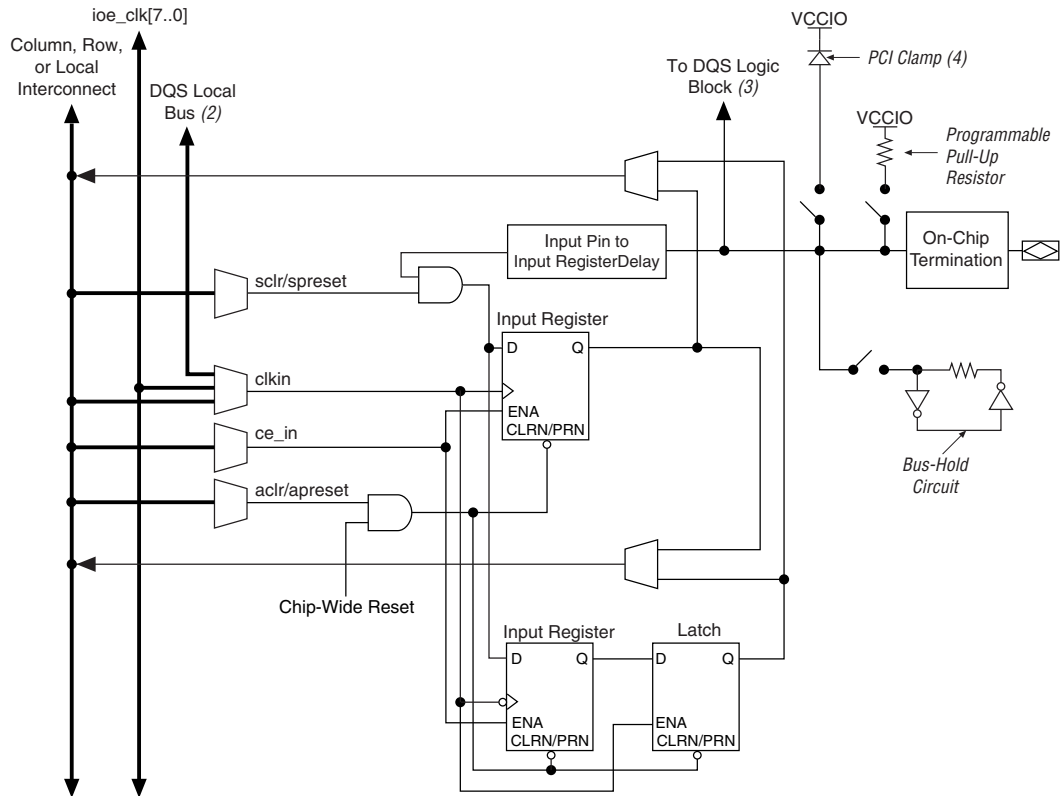 ioe_clk[7..0]
Column, Row,
or Local
Interconnect
DQS Local
Bus (2)
To DQS Logic
Block (3)
VCCIO
PCI Clamp (4)
VCCIO
Programmable
Pull-Up
Resistor
Input Pin to
Input RegisterDelay
On-Chip
Termination
sclr/spreset
Input Register
D
Q
clkin
ENA
CLRN/PRN
ce_in
aclr/apreset
Bus-Hold
Circuit
Chip-Wide Reset
Input Register
Latch
D
Q
D
Q
ENA
CLRN/PRN
ENA
CLRN/PRN